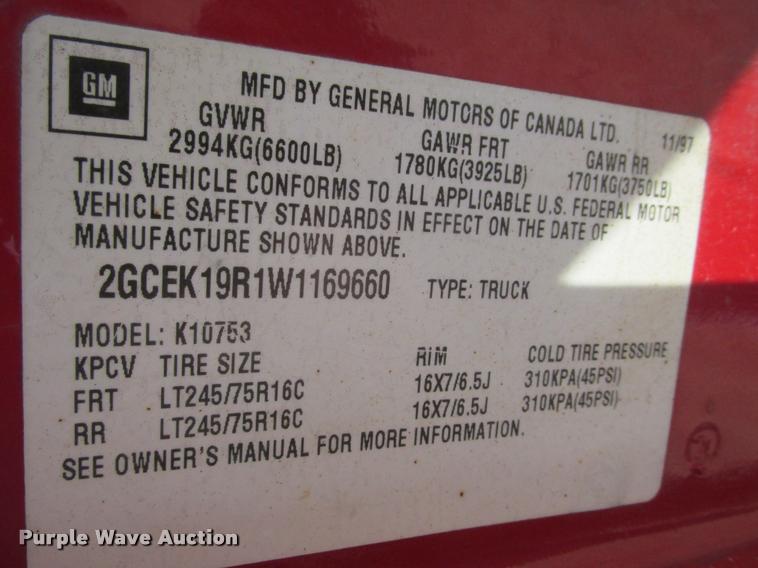 GM
MFD BY GENERAL MOTORS OF CANADA LTD. 11/97
GVWR GAWR FRT GAWR RR
2994KG(6600LB) 1780KG(3925LB) 1701KG(3750LB)
THIS VEHICLE CONFORMS TO ALL APPLICABLE U.S. FEDERAL MOTOR
VEHICLE SAFETY STANDARDS IN EFFECT ON THE DATE OF
MANUFACTURE SHOWN ABOVE.
2GCEK19R1W1169660 TYPE: TRUCK
MODEL: K10753
KPCV TIRE SIZE RIM COLD TIRE PRESSURE
FRT LT245/75R16C 16X7/6.5J 310KPA(45PSI)
RR LT245/75R16C 16X7/6.5J 310KPA(45PSI)
SEE OWNER'S MANUAL FOR MORE INFORMATION.
Purple Wave Auction